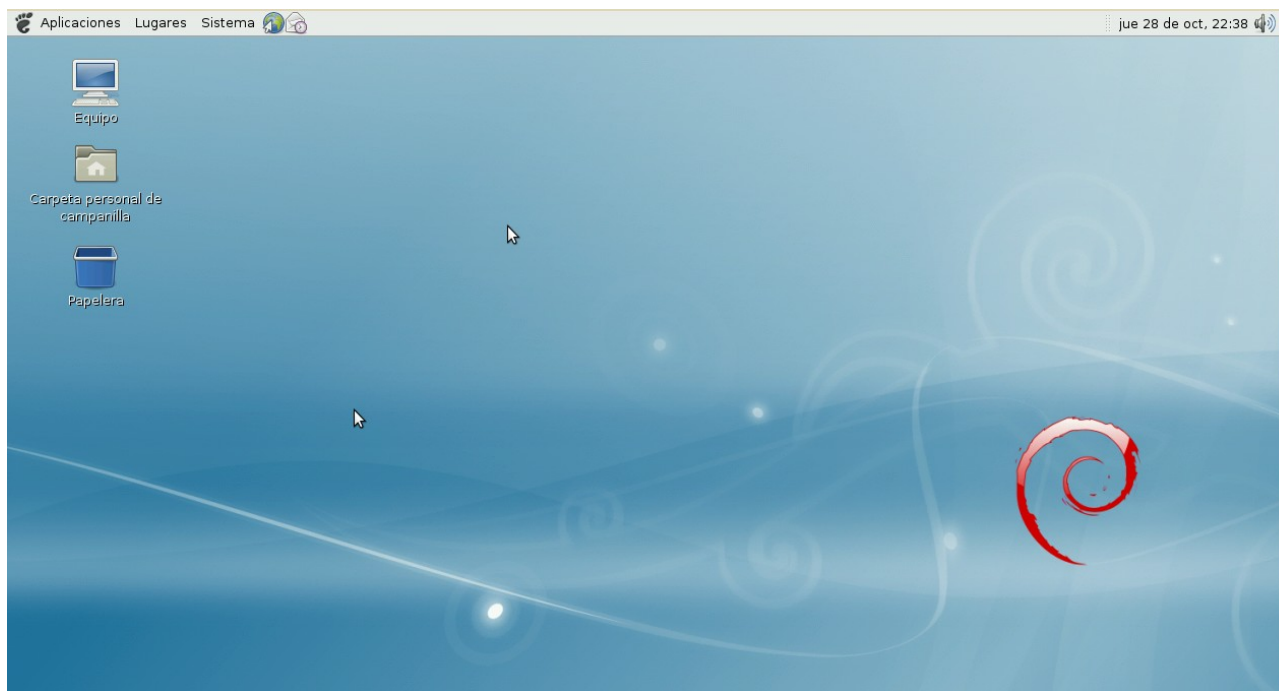 Aplicaciones Lugares Sistema jue 28 de oct, 22:38
Equipo
Carpeta personal de
campanilla
Papelera